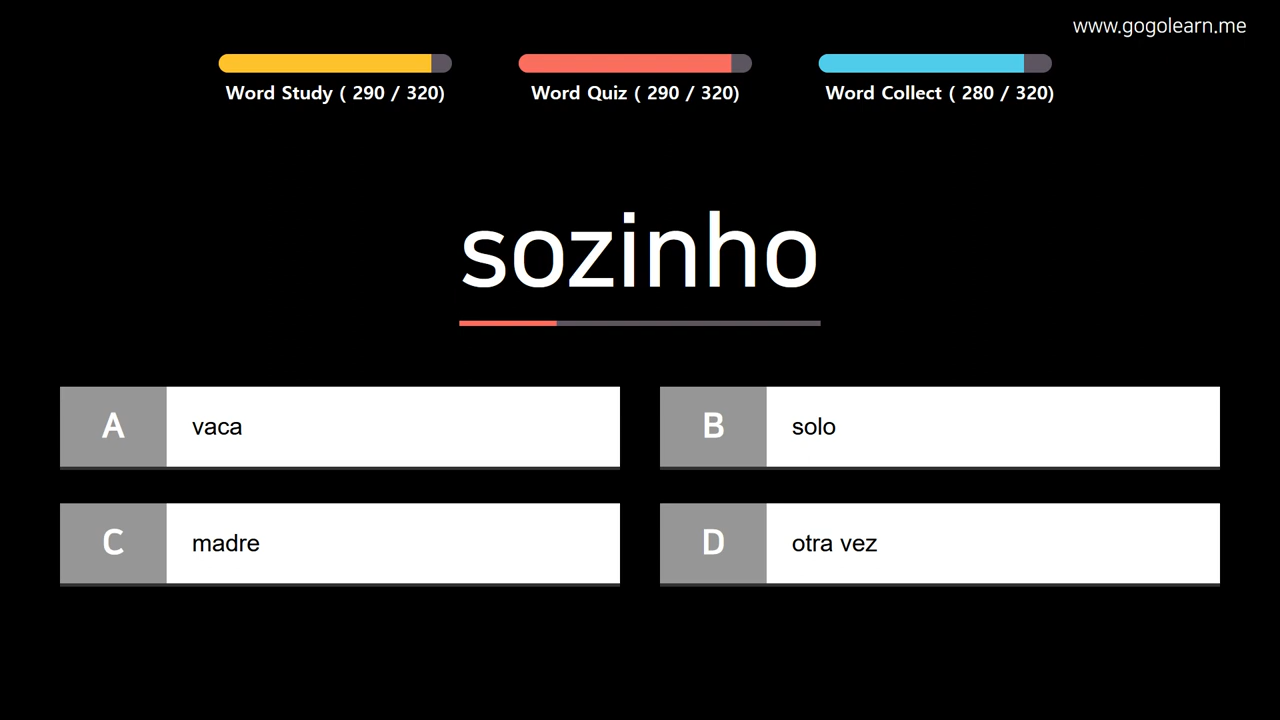 www.gogolearn.me
Word Study ( 290 / 320)
Word Quiz ( 290 / 320)
Word Collect ( 280 / 320)
sozinho
A vaca
B solo
C madre
D otra vez